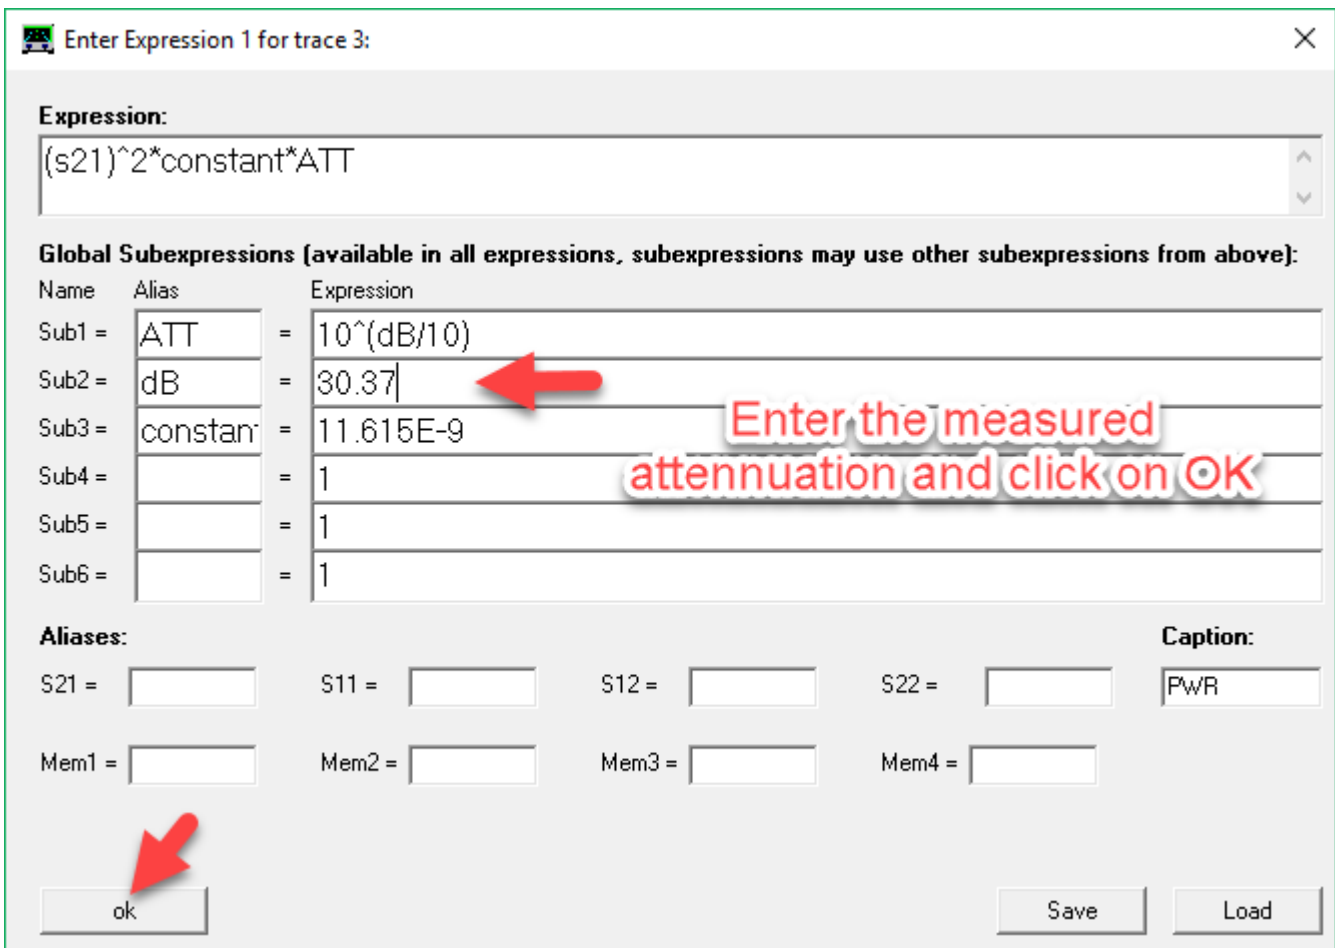 Enter Expression 1 for trace 3:
Expression:
(s21)^2*constant*ATT
Global Subexpressions (available in all expressions, subexpressions may use other subexpressions from above):
Name Alias Expression
Sub1 = ATT = 10^(dB/10)
Sub2 = dB = 30.37
Sub3 = constan = 11.615E-9
Sub4 = = 1
Sub5 = = 1
Sub6 = = 1
Enter the measured
attennuation and click on OK
Aliases: Caption:
S21 = S11 = S12 = S22 = PWR
Mem1 = Mem2 = Mem3 = Mem4 =
ok Save Load